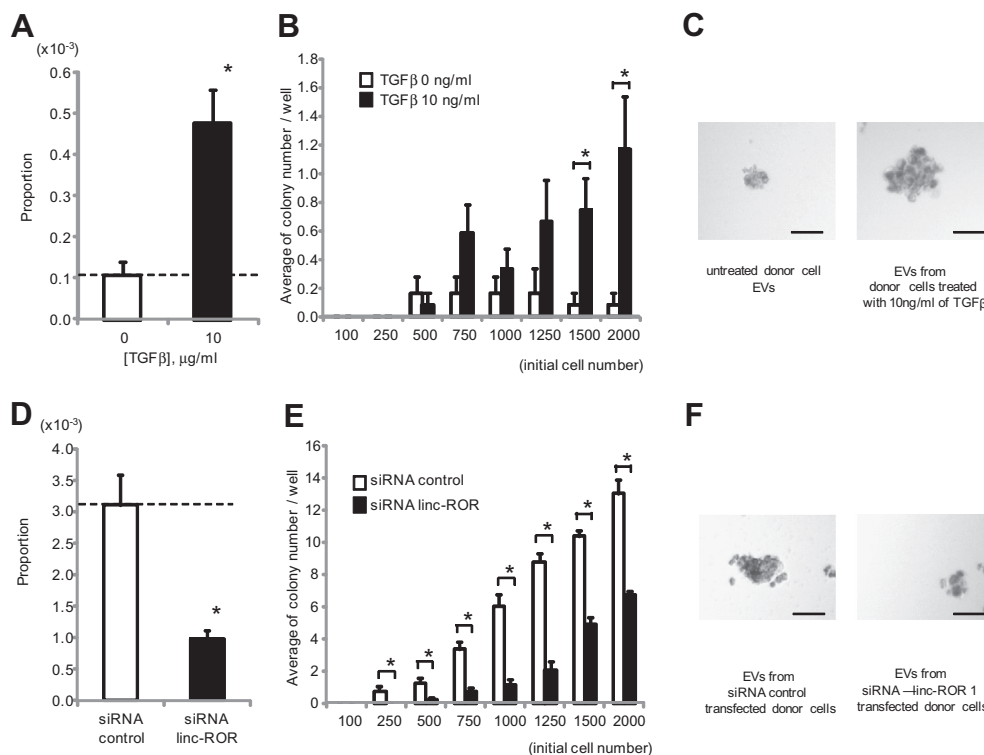 A
(x10⁻³)
0.6
0.5
0.4
0.3
0.2
0.1
0.0
Proportion
*
0
10
[TGFβ], μg/ml
B
Average of colony number / well
1.8
1.6
1.4
1.2
1.0
0.8
0.6
0.4
0.2
0.0
TGFβ 0 ng/ml
TGFβ 10 ng/ml
*
*
100 250 500 750 1000 1250 1500 2000
(initial cell number)
C
untreated donor cell
EVs
EVs from
donor cells treated
with 10ng/ml of TGFβ
D
(x10⁻³)
4.0
3.5
3.0
2.5
2.0
1.5
1.0
0.5
0.0
Proportion
*
siRNA
control
siRNA
linc-ROR
E
Average of colony number / well
16
14
12
10
8
6
4
2
0
siRNA control
siRNA linc-ROR
*
*
*
*
*
*
*
100 250 500 750 1000 1250 1500 2000
(initial cell number)
F
EVs from
siRNA control
transfected donor cells
EVs from
siRNA —linc-ROR 1
transfected donor cells